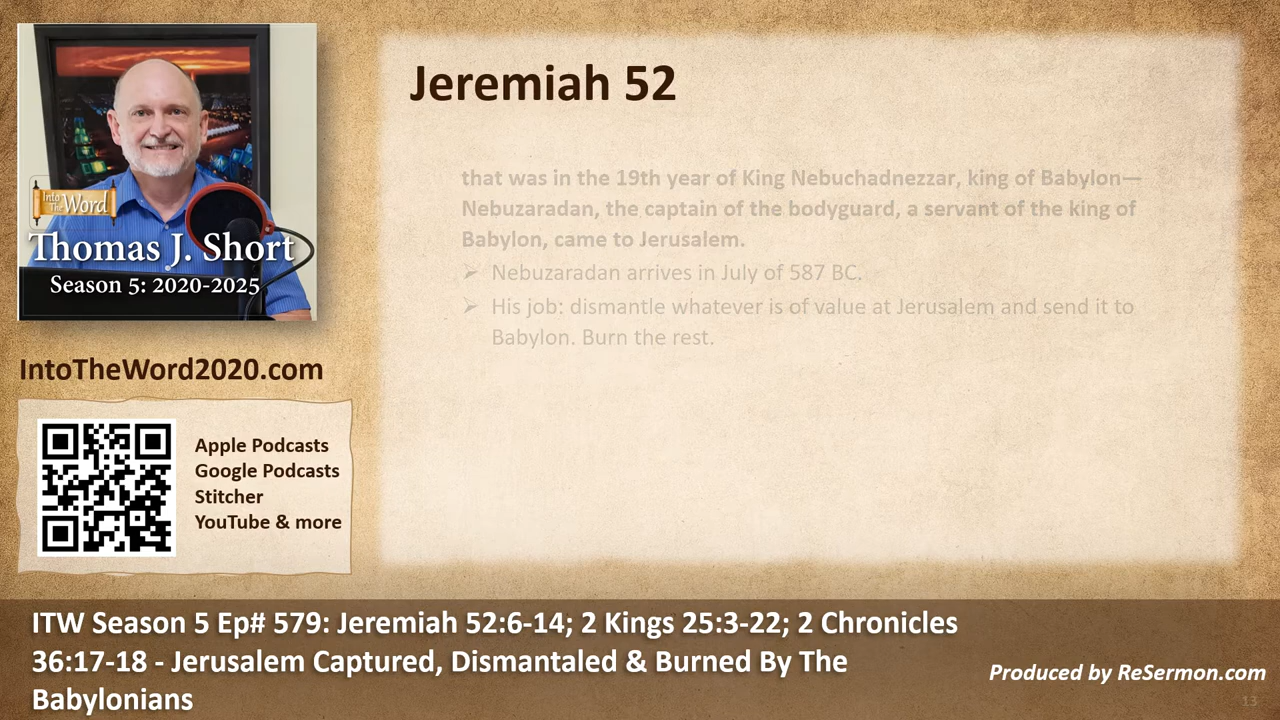 Into
The Word
Thomas J. Short
Season 5: 2020-2025
IntoTheWord2020.com
Apple Podcasts
Google Podcasts
Stitcher
YouTube & more
Jeremiah 52
that was in the 19th year of King Nebuchadnezzar, king of Babylon—
Nebuzaradan, the captain of the bodyguard, a servant of the king of
Babylon, came to Jerusalem.
➢ Nebuzaradan arrives in July of 587 BC.
➢ His job: dismantle whatever is of value at Jerusalem and send it to
Babylon. Burn the rest.
ITW Season 5 Ep# 579: Jeremiah 52:6-14; 2 Kings 25:3-22; 2 Chronicles
36:17-18 - Jerusalem Captured, Dismantaled & Burned By The
Babylonians
Produced by ReSermon.com
13